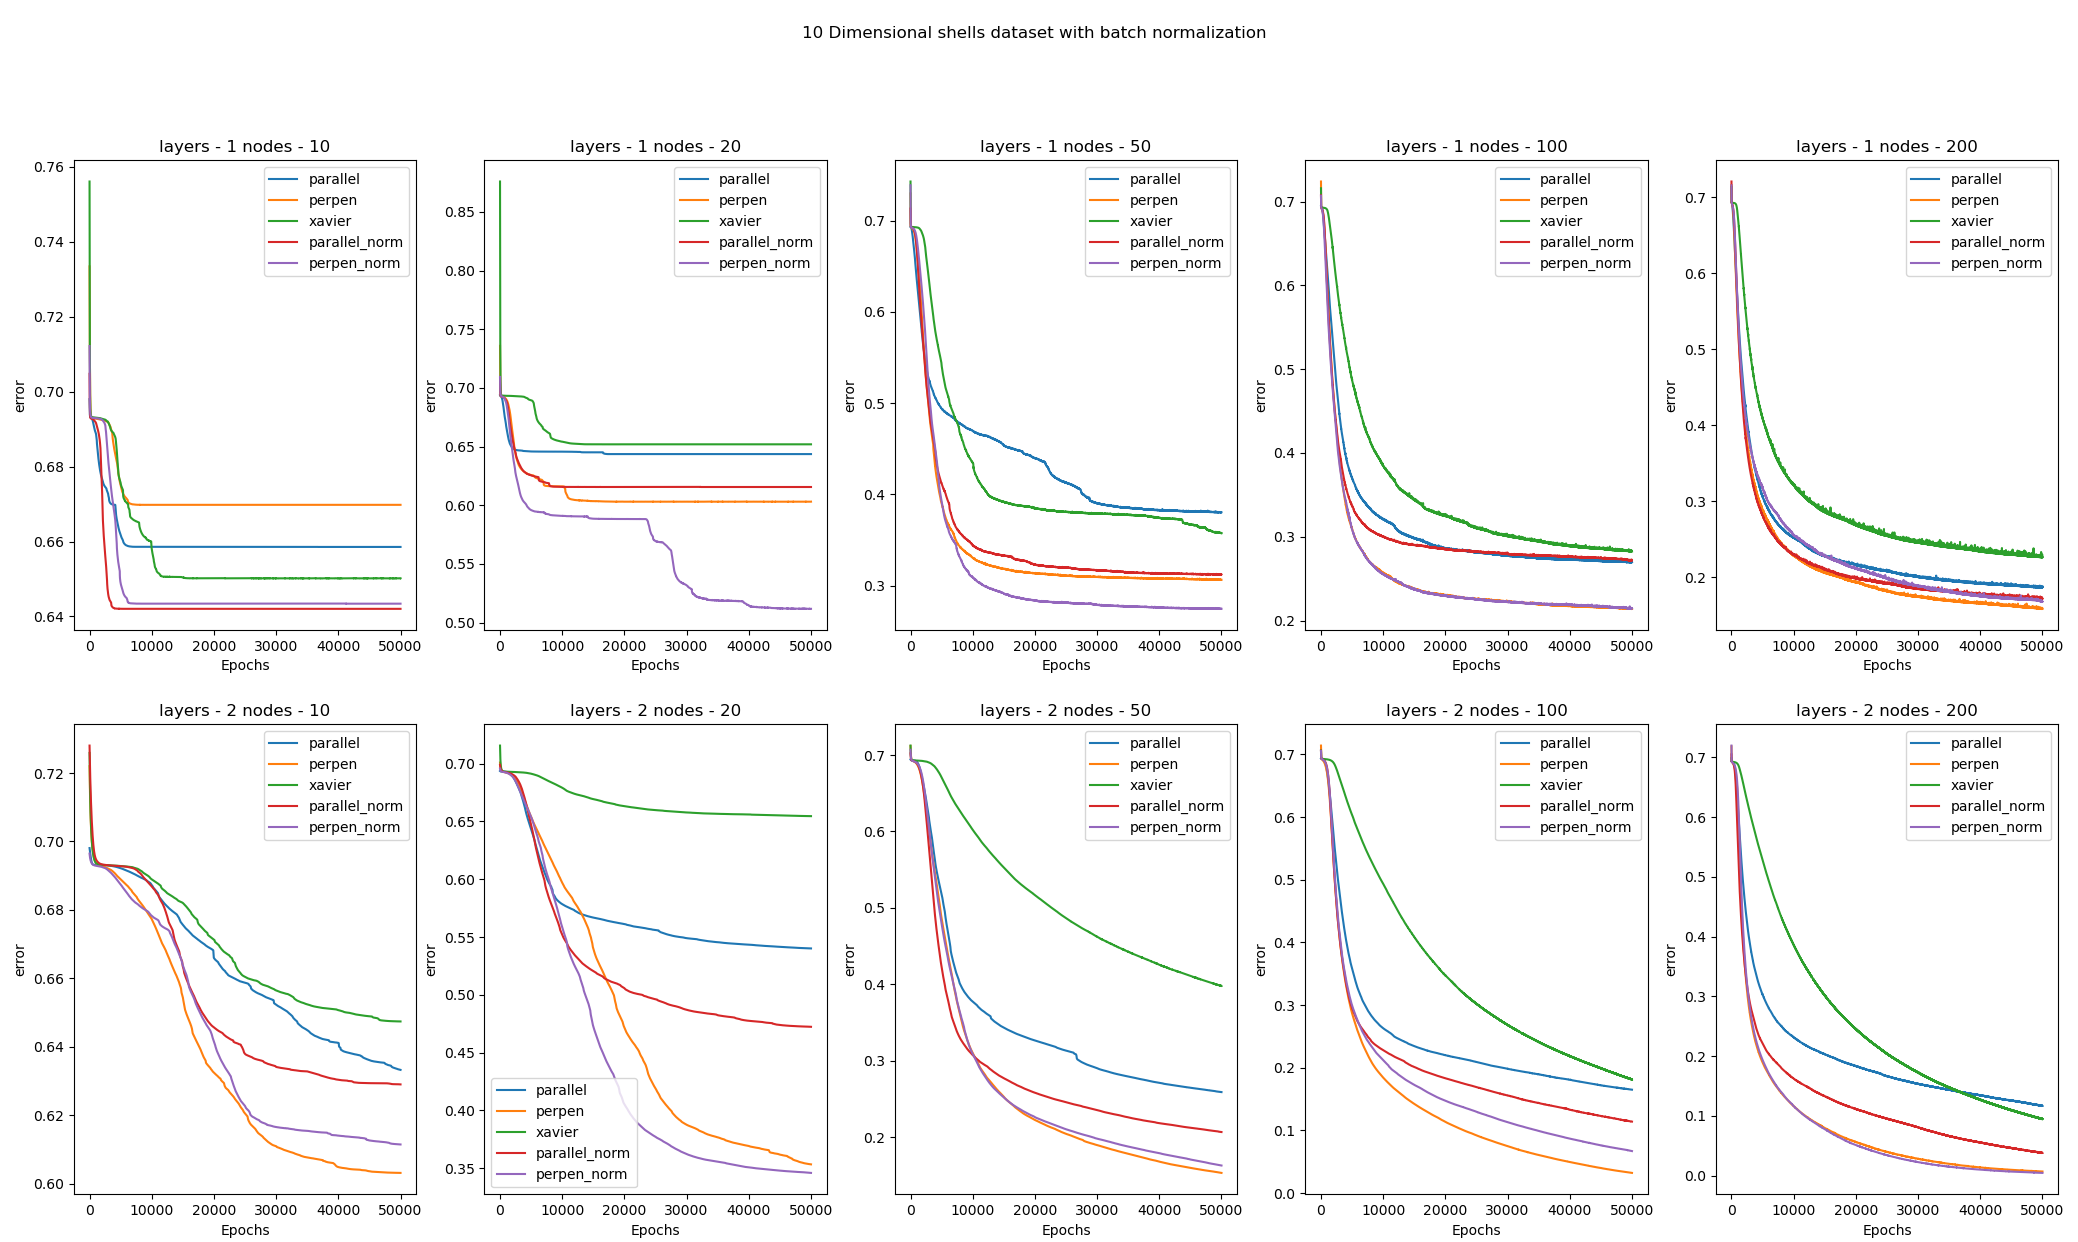 10 Dimensional shells dataset with batch normalization
layers - 1 nodes - 10
error
0.76
0.74
0.72
0.70
0.68
0.66
0.64
parallel
perpen
xavier
parallel_norm
perpen_norm
0 10000 20000 30000 40000 50000
Epochs
layers - 1 nodes - 20
error
0.85
0.80
0.75
0.70
0.65
0.60
0.55
0.50
parallel
perpen
xavier
parallel_norm
perpen_norm
0 10000 20000 30000 40000 50000
Epochs
layers - 1 nodes - 50
error
0.7
0.6
0.5
0.4
0.3
parallel
perpen
xavier
parallel_norm
perpen_norm
0 10000 20000 30000 40000 50000
Epochs
layers - 1 nodes - 100
error
0.7
0.6
0.5
0.4
0.3
0.2
parallel
perpen
xavier
parallel_norm
perpen_norm
0 10000 20000 30000 40000 50000
Epochs
layers - 1 nodes - 200
error
0.7
0.6
0.5
0.4
0.3
0.2
parallel
perpen
xavier
parallel_norm
perpen_norm
0 10000 20000 30000 40000 50000
Epochs
layers - 2 nodes - 10
error
0.72
0.70
0.68
0.66
0.64
0.62
0.60
parallel
perpen
xavier
parallel_norm
perpen_norm
0 10000 20000 30000 40000 50000
Epochs
layers - 2 nodes - 20
error
0.70
0.65
0.60
0.55
0.50
0.45
0.40
0.35
parallel
perpen
xavier
parallel_norm
perpen_norm
0 10000 20000 30000 40000 50000
Epochs
layers - 2 nodes - 50
error
0.7
0.6
0.5
0.4
0.3
0.2
parallel
perpen
xavier
parallel_norm
perpen_norm
0 10000 20000 30000 40000 50000
Epochs
layers - 2 nodes - 100
error
0.7
0.6
0.5
0.4
0.3
0.2
0.1
0.0
parallel
perpen
xavier
parallel_norm
perpen_norm
0 10000 20000 30000 40000 50000
Epochs
layers - 2 nodes - 200
error
0.7
0.6
0.5
0.4
0.3
0.2
0.1
0.0
parallel
perpen
xavier
parallel_norm
perpen_norm
0 10000 20000 30000 40000 50000
Epochs